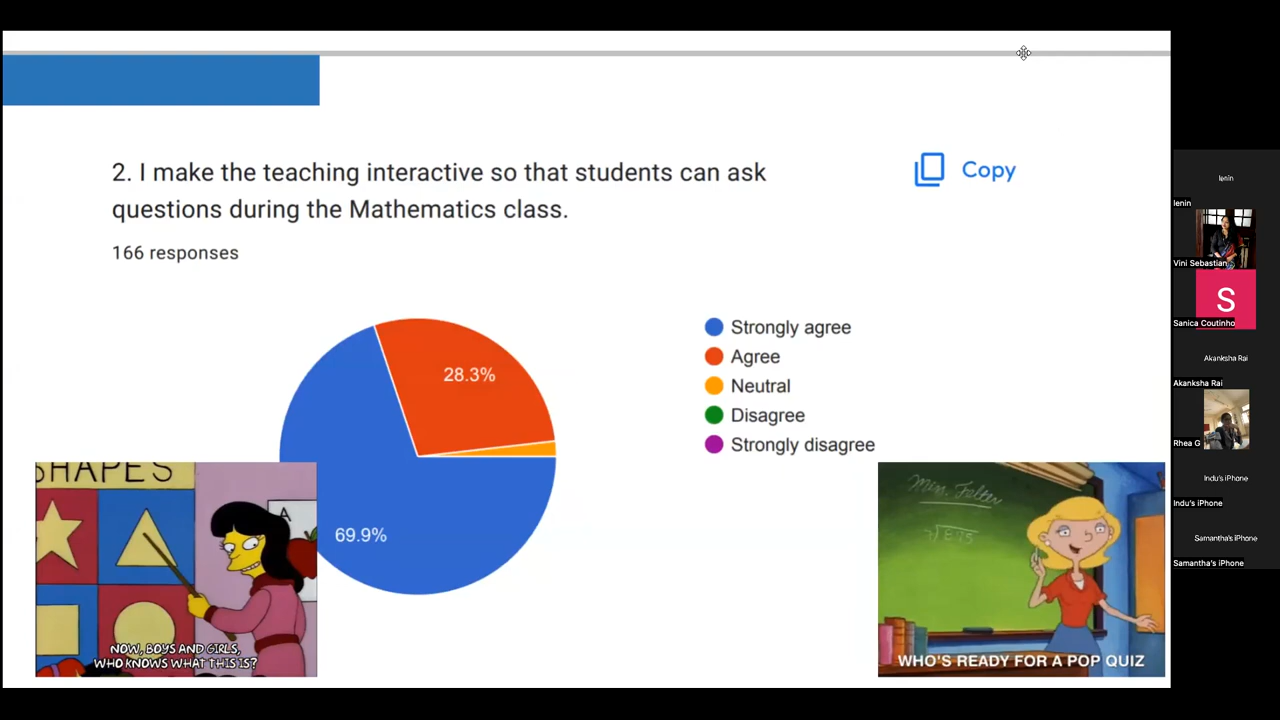 2. I make the teaching interactive so that students can ask
questions during the Mathematics class.
166 responses
Copy
28.3%
69.9%
Strongly agree
Agree
Neutral
Disagree
Strongly disagree
SHAPES
A
NOW, BOYS AND GIRLS,
WHO KNOWS WHAT THIS IS?
WHO'S READY FOR A POP QUIZ
lenin
lenin
Vini Sebastian
S
Sanica Coutinho
Akanksha Rai
Akanksha Rai
Rhea G
Indu's iPhone
Indu's iPhone
Samantha's iPhone
Samantha's iPhone